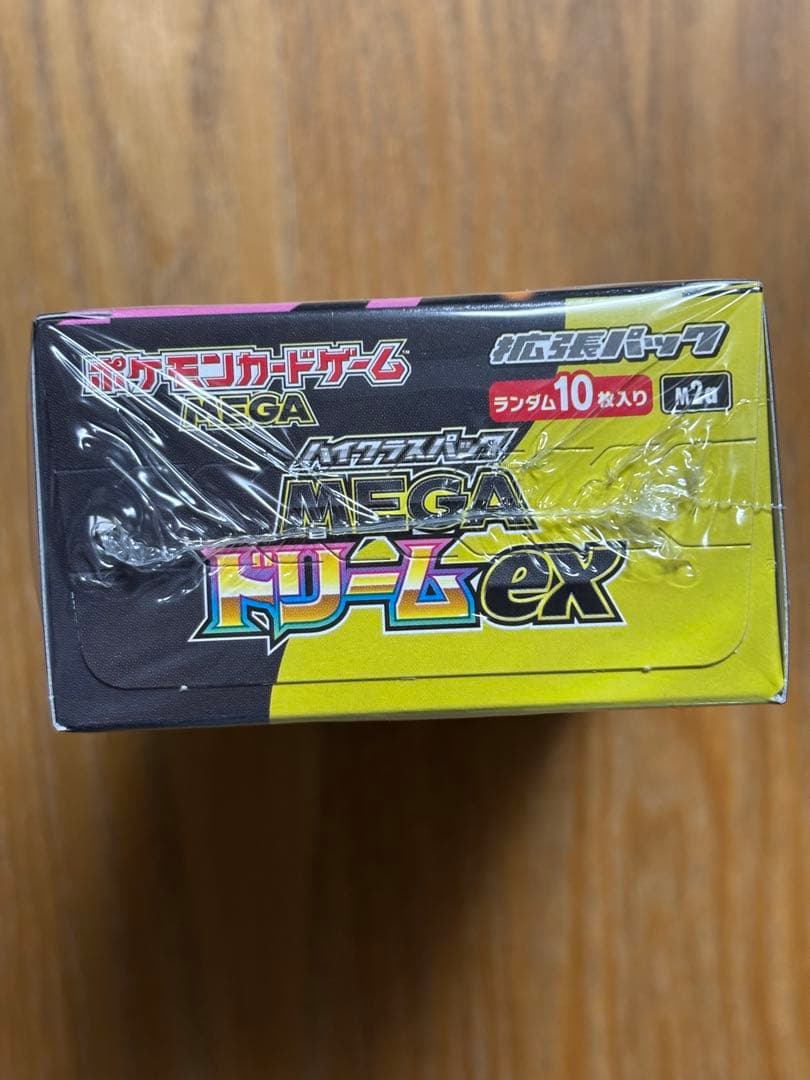 ポケモンカードゲーム
MEGA
拡張パック
ランダム10枚入り
M2a
ハイクラスパック
MEGA
ドリームex